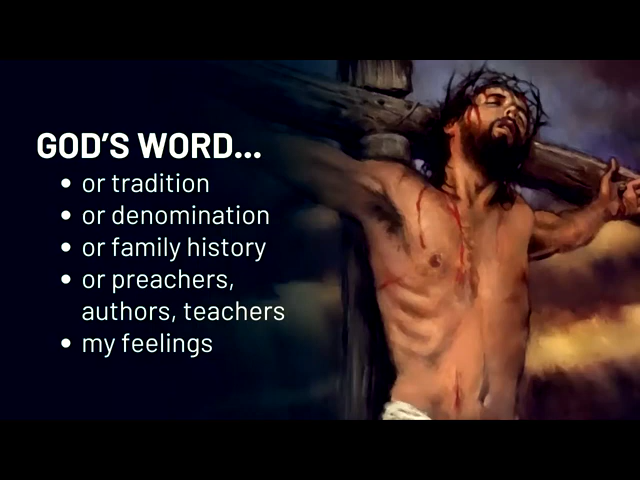 GOD'S WORD...
• or tradition
• or denomination
• or family history
• or preachers,
authors, teachers
• my feelings